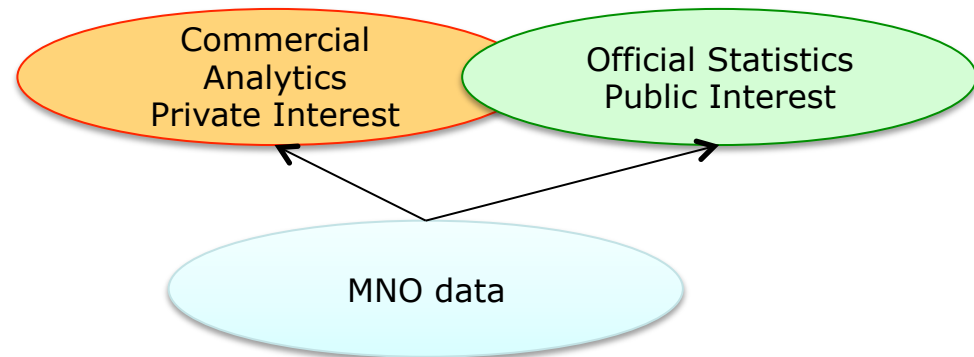 Commercial
Analytics
Private Interest
Official Statistics
Public Interest
MNO data